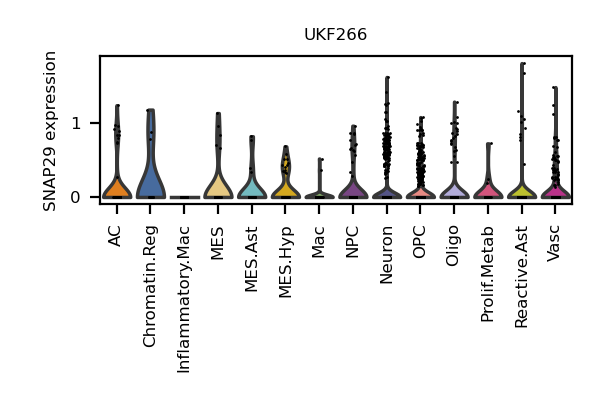 UKF266
SNAP29 expression
1
0
AC
Chromatin.Reg
Inflammatory.Mac
MES
MES.Ast
MES.Hyp
Mac
NPC
Neuron
OPC
Oligo
Prolif.Metab
Reactive.Ast
Vasc